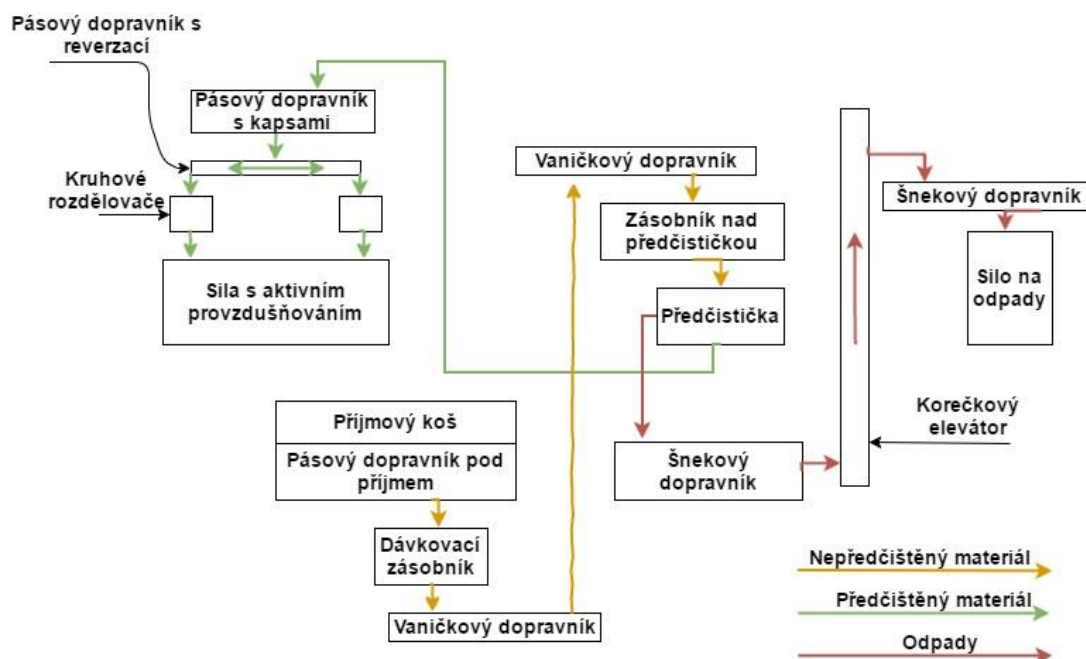 Pásový dopravník s
reverzací
Pásový dopravník
s kapsami
Kruhové
rozdělovače
Sila s aktivním
provzdušňováním
Vaničkový dopravník
Zásobník nad
předčističkou
Předčistička
Šnekový dopravník
Silo na
odpady
Korečkový
elevátor
Příjmový koš
Pásový dopravník pod
příjmem
Šnekový
dopravník
Dávkovací
zásobník
Vaničkový dopravník
Nepředčištěný materiál
Předčištěný materiál
Odpady